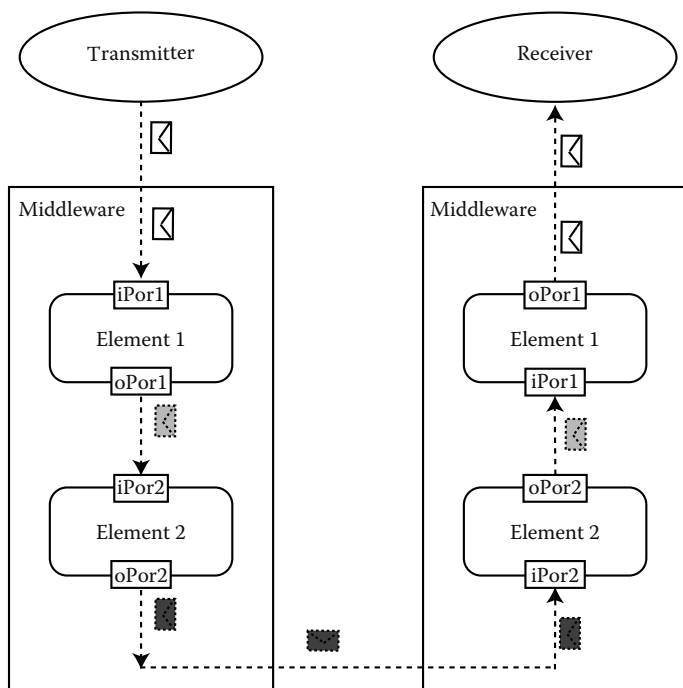 Transmitter
Receiver
Middleware
Middleware
iPor1
Element 1
oPor1
iPor2
Element 2
oPor2
oPor1
Element 1
iPor1
oPor2
Element 2
iPor2